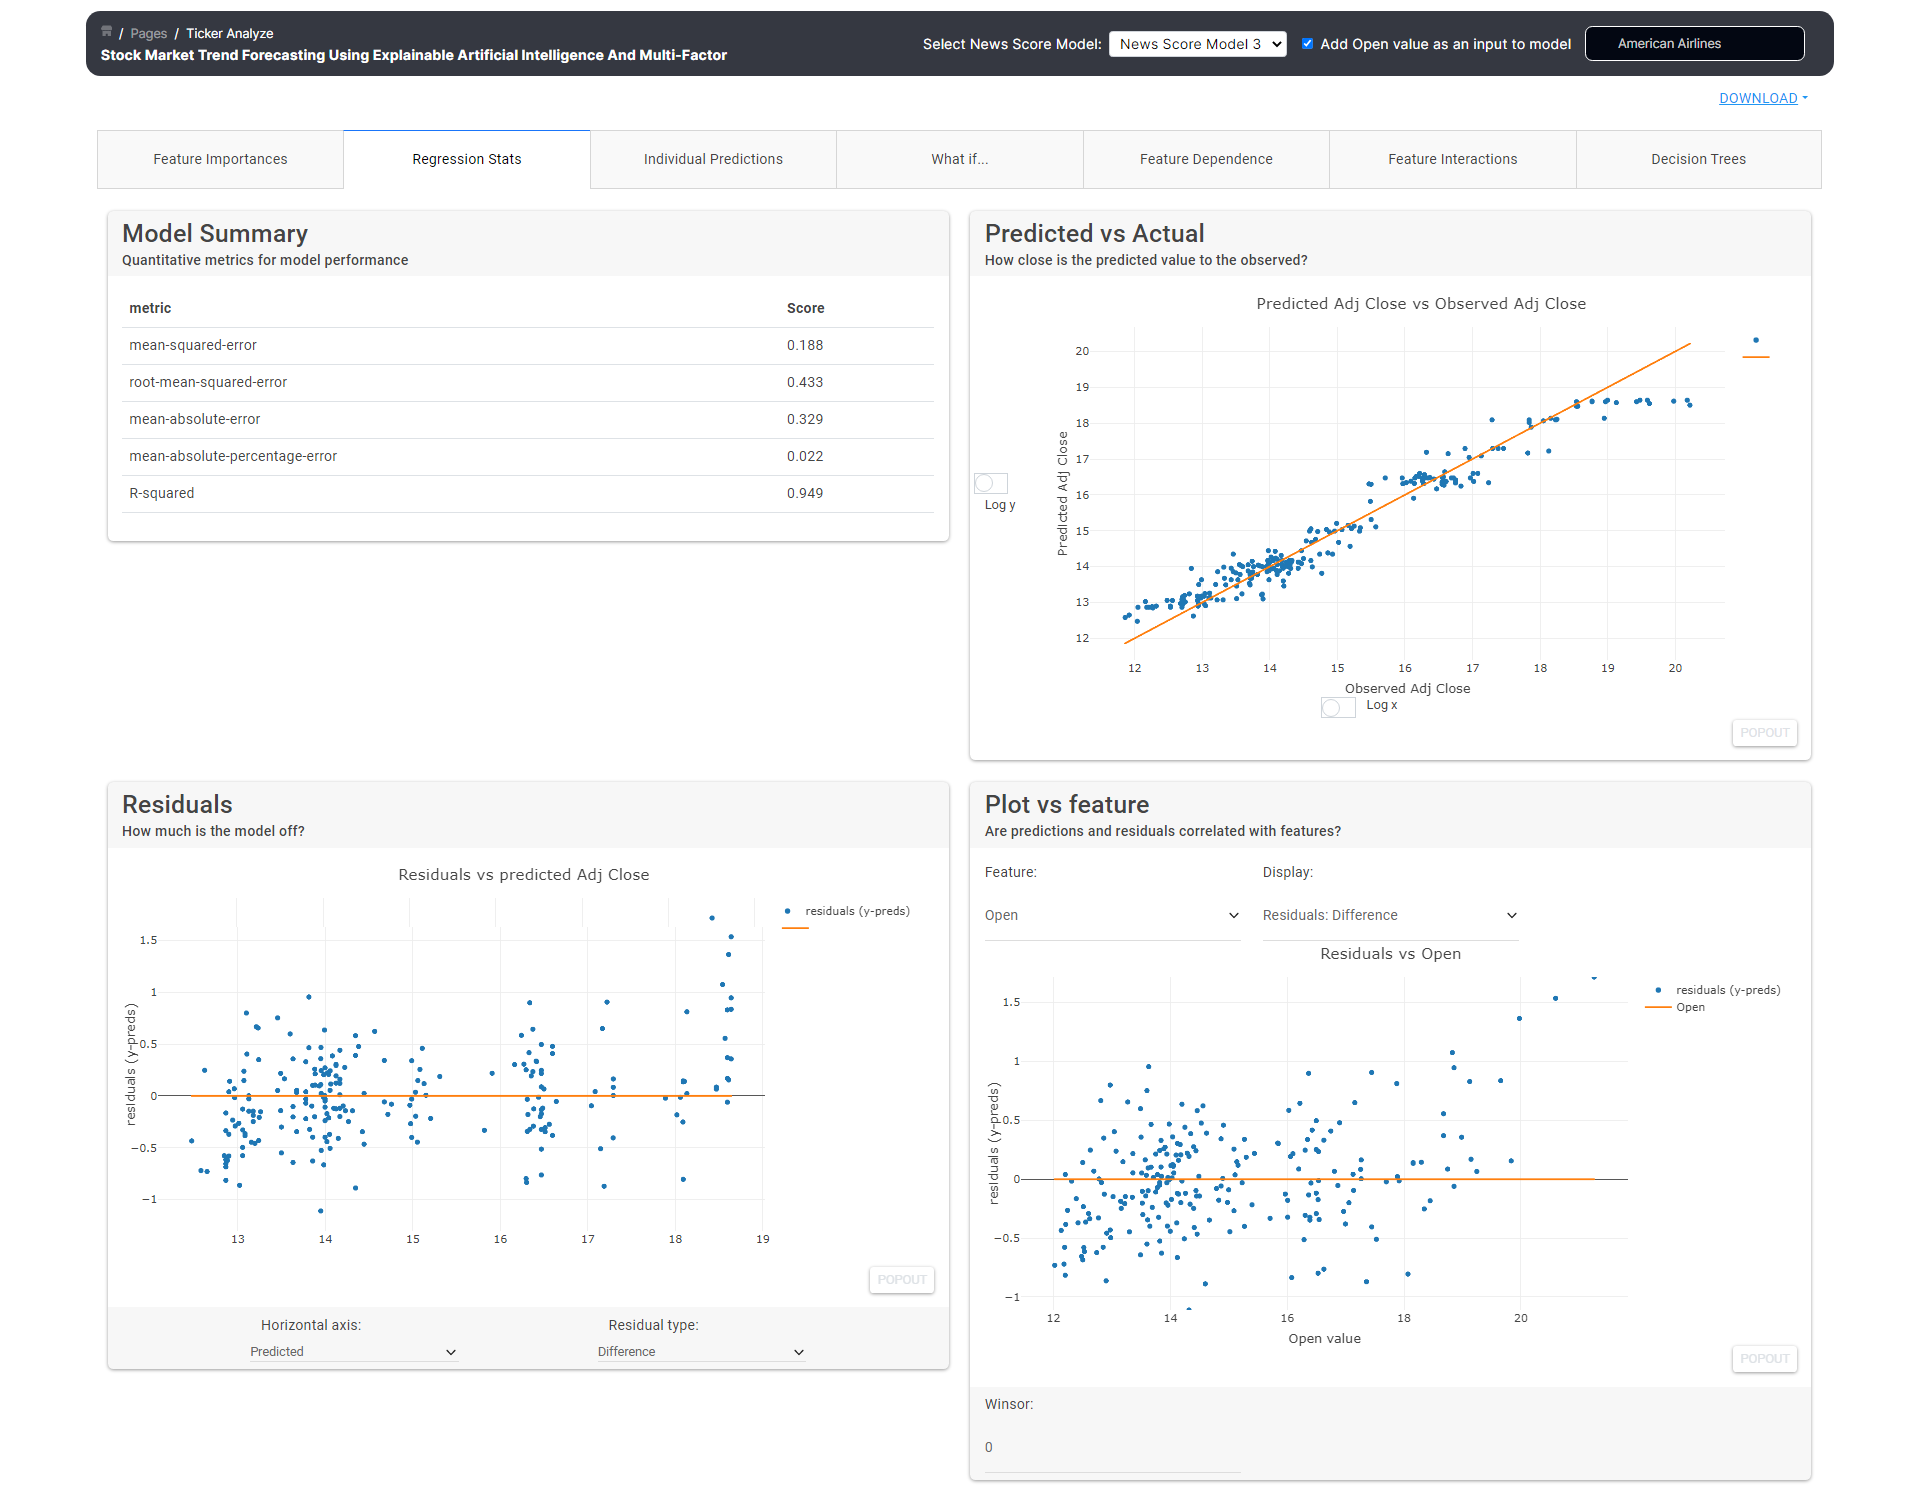 / Pages / Ticker Analyze
Stock Market Trend Forecasting Using Explainable Artificial Intelligence And Multi-Factor
Select News Score Model: News Score Model 3 Add Open value as an input to model American Airlines
DOWNLOAD
Feature Importances Regression Stats Individual Predictions What if... Feature Dependence Feature Interactions Decision Trees
Model Summary
Quantitative metrics for model performance
metric Score
mean-squared-error 0.188
root-mean-squared-error 0.433
mean-absolute-error 0.329
mean-absolute-percentage-error 0.022
R-squared 0.949
Predicted vs Actual
How close is the predicted value to the observed?
Predicted Adj Close vs Observed Adj Close
20
19
18
17
16
15
14
13
12
Predicted Adj Close
Log y
12 13 14 15 16 17 18 19 20
Observed Adj Close
Log x
POPOUT
Residuals
How much is the model off?
Residuals vs predicted Adj Close
residuals (y-preds)
1.5
1
0.5
0
−0.5
−1
residuals (y-preds)
13 14 15 16 17 18 19
POPOUT
Horizontal axis: Residual type:
Predicted Difference
Plot vs feature
Are predictions and residuals correlated with features?
Feature: Display:
Open Residuals: Difference
Residuals vs Open
residuals (y-preds)
Open
1.5
1
0.5
0
−0.5
−1
residuals (y-preds)
12 14 16 18 20
Open value
POPOUT
Winsor:
0